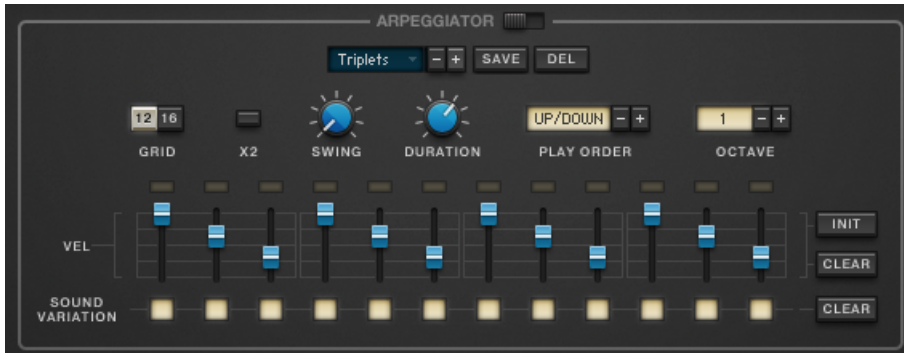 ARPEGGIATOR
Triplets - + SAVE DEL
12 16 UP/DOWN - + 1 - +
GRID X2 SWING DURATION PLAY ORDER OCTAVE
INIT
VEL
CLEAR
SOUND
VARIATION
CLEAR